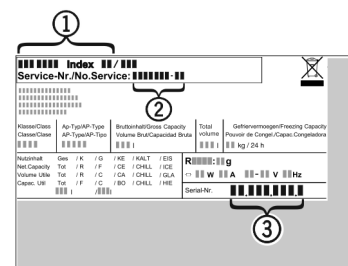 1
Index /
Service-Nr./No.Service: -
2
Klasse/Class Ap-Typ/AP-Type Bruttoinhalt/Gross Capacity Total Gefriervermoegen/Freezing Capacity
Classe/Clase AP-Type/AP-Tipo Volume Brut/Capacidad Bruta volume Pouvoir de Congel./Capac.Congeladora
l l kg / 24 h
Nutzinhalt Ges / K / G / KE / KALT / EIS
Net.Capacity Tot / R / F / CE / CHILL / ICE
Volume Utile Tot / R / C / CA / CHILL / GLA
Capac. Util Tot / F / C / BO / CHILL / HIE
l / l
R : g
W A - V Hz
Serial-Nr. . . .
3